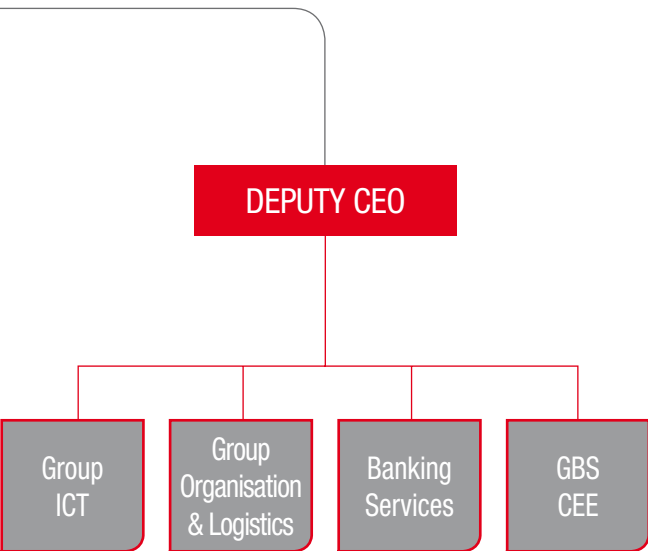 DEPUTY CEO
Group
ICT
Group
Organisation
& Logistics
Banking
Services
GBS
CEE